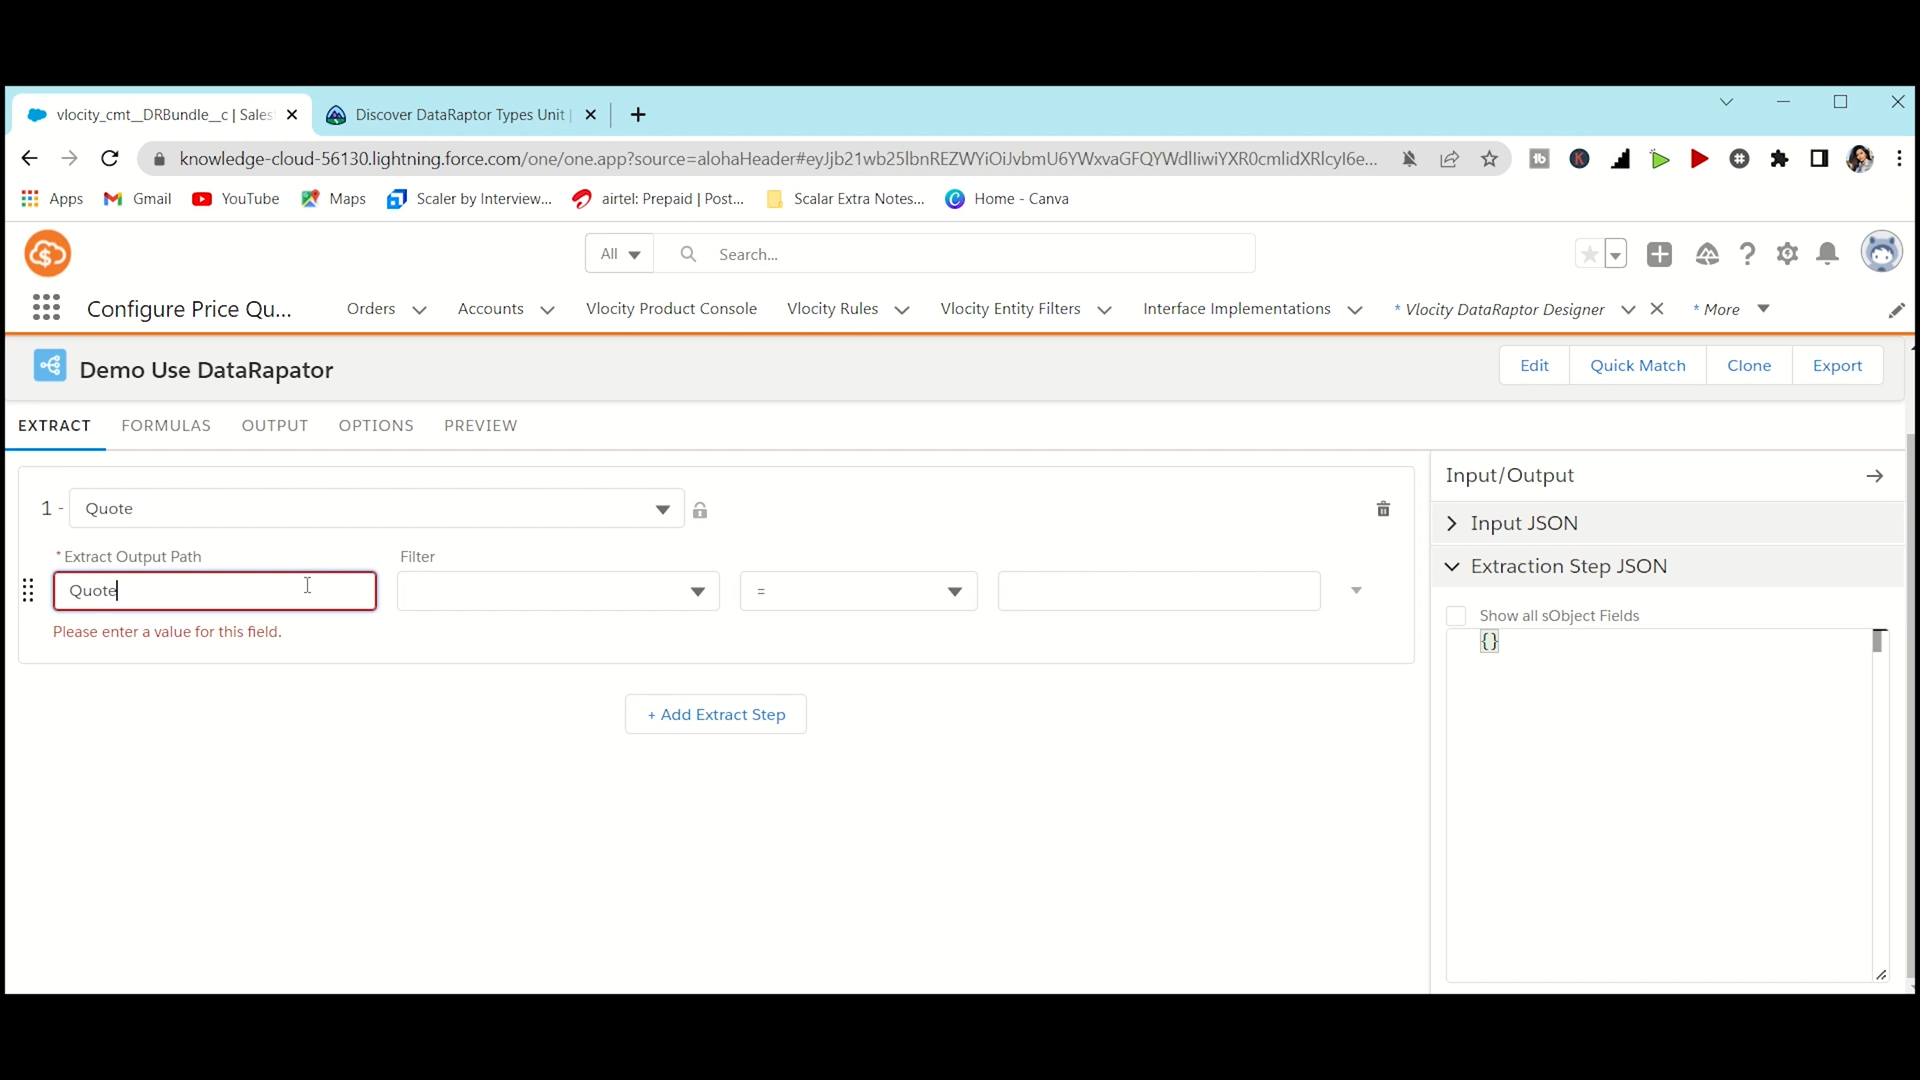 vlocity_cmt__DRBundle__c | Sales
Discover DataRaptor Types Unit |
knowledge-cloud-56130.lightning.force.com/one/one.app?source=alohaHeader#eyJjb21wb25lbnREZWYiOiJvbmU6YWxvaGFQYWdlIiwiYXR0cmlidXRlcyI6e...
Apps Gmail YouTube Maps Scaler by Interview... airtel: Prepaid | Post... Scalar Extra Notes... Home - Canva
All Search...
Configure Price Qu... Orders Accounts Vlocity Product Console Vlocity Rules Vlocity Entity Filters Interface Implementations * Vlocity DataRaptor Designer * More
Demo Use DataRapator
Edit Quick Match Clone Export
EXTRACT FORMULAS OUTPUT OPTIONS PREVIEW
1 - Quote
* Extract Output Path Filter
Quote =
Please enter a value for this field.
+ Add Extract Step
Input/Output
Input JSON
Extraction Step JSON
Show all sObject Fields
{}